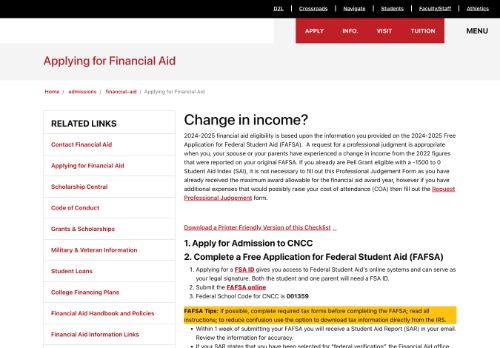 D2L Crossroads Navigate Students Faculty/Staff Athletics
APPLY INFO. VISIT TUITION MENU
Applying for Financial Aid
Home / admissions / financial-aid / Applying for Financial Aid
RELATED LINKS
Contact Financial Aid
Applying for Financial Aid
Scholarship Central
Code of Conduct
Grants & Scholarships
Military & Veteran Information
Student Loans
College Financing Plans
Financial Aid Handbook and Policies
Financial Aid Information Links
Change in income?
2024-2025 financial aid eligibility is based upon the information you provided on the 2024-2025 Free
Application for Federal Student Aid (FAFSA). A request for a professional judgment is appropriate
when you, your spouse or your parents have experienced a change in income from the 2022 figures
that were reported on your original FAFSA. If you already are Pell Grant eligible with a -1500 to 0
Student Aid Index (SAI), it is not necessary to fill out this Professional Judgement Form as you have
already received the maximum award allowable for the financial aid award year, however if you have
additional expenses that would possibly raise your cost of attendance (COA) then fill out the Request
Professional Judgement form.
Download a Printer Friendly Version of this Checklist
1. Apply for Admission to CNCC
2. Complete a Free Application for Federal Student Aid (FAFSA)
1. Applying for a FSA ID gives you access to Federal Student Aid's online systems and can serve as
your legal signature. Both the student and one parent will need a FSA ID.
2. Submit the FAFSA online
3. Federal School Code for CNCC is 001359
FAFSA Tips: If possible, complete required tax forms before completing the FAFSA; read all
instructions; to reduce confusion use the option to download tax information directly from the IRS.
• Within 1 week of submitting your FAFSA you will receive a Student Aid Report (SAR) in your email.
Review the information for accuracy.
• If your SAR states that you have been selected for "federal verification", the Financial Aid office